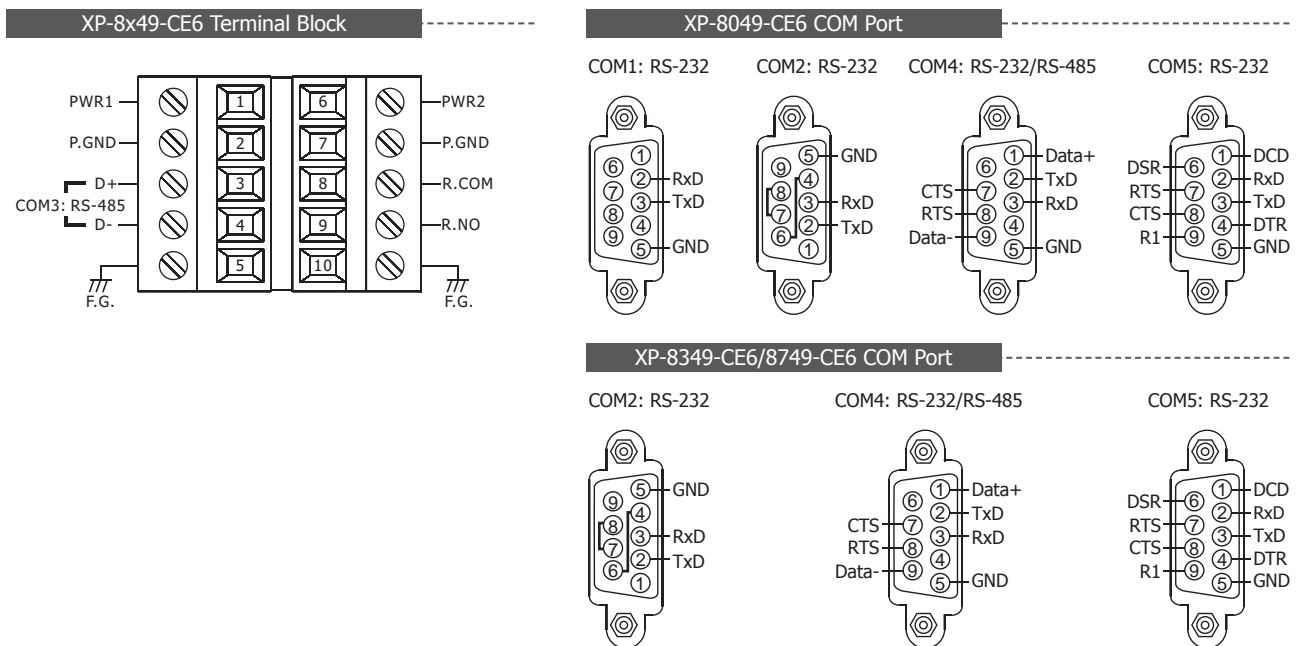 XP-8x49-CE6 Terminal Block
PWR1
P.GND
D+
COM3: RS-485
D-
F.G.
1
2
3
4
5
6
7
8
9
10
PWR2
P.GND
R.COM
R.NO
F.G.
XP-8049-CE6 COM Port
COM1: RS-232
1
6
2 RxD
7
3 TxD
8
4
9
5 GND
COM2: RS-232
5 GND
9
4
8
3 RxD
7
2 TxD
6
1
COM4: RS-232/RS-485
1 Data+
6
2 TxD
CTS 7
3 RxD
RTS 8
4
Data- 9
5 GND
COM5: RS-232
1 DCD
DSR 6
2 RxD
RTS 7
3 TxD
CTS 8
4 DTR
R1 9
5 GND
XP-8349-CE6/8749-CE6 COM Port
COM2: RS-232
5 GND
9
4
8
3 RxD
7
2 TxD
6
1
COM4: RS-232/RS-485
1 Data+
6
2 TxD
CTS 7
3 RxD
RTS 8
4
Data- 9
5 GND
COM5: RS-232
1 DCD
DSR 6
2 RxD
RTS 7
3 TxD
CTS 8
4 DTR
R1 9
5 GND